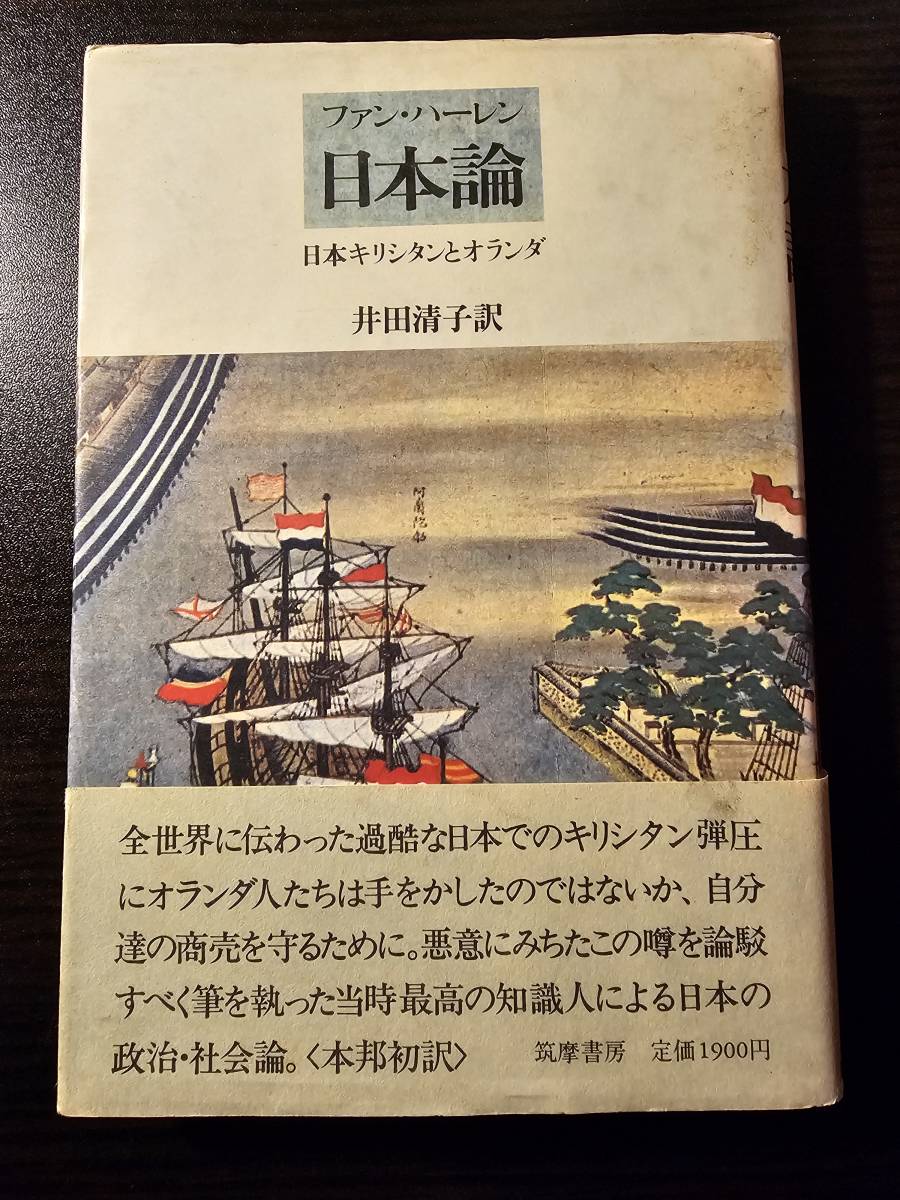 ファン・ハーレン
日本論
日本キリシタンとオランダ
井田清子訳
阿蘭陀船
全世界に伝わった過酷な日本でのキリシタン弾圧
にオランダ人たちは手をかしたのではないか、自分
達の商売を守るために。悪意にみちたこの噂を論駁
すべく筆を執った当時最高の知識人による日本の
政治・社会論。〈本邦初訳〉
筑摩書房 定価1900円